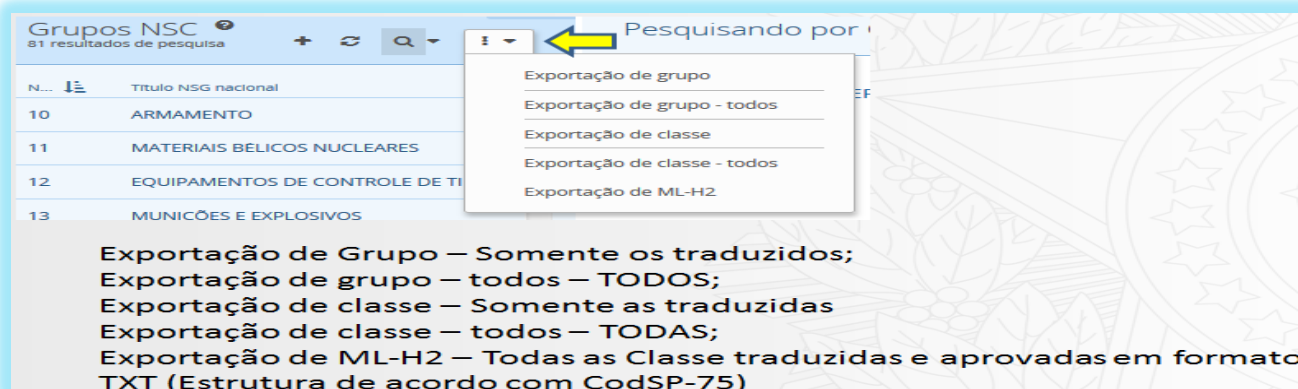 Grupos NSC ?
81 resultados de pesquisa
Pesquisando por
N...
Título NSG nacional
10 ARMAMENTO
11 MATERIAIS BÉLICOS NUCLEARES
12 EQUIPAMENTOS DE CONTROLE DE TI
13 MUNIÇÕES E EXPLOSIVOS
Exportação de grupo
Exportação de grupo - todos
Exportação de classe
Exportação de classe - todos
Exportação de ML-H2
Exportação de Grupo – Somente os traduzidos;
Exportação de grupo – todos – TODOS;
Exportação de classe – Somente as traduzidas
Exportação de classe – todos – TODAS;
Exportação de ML-H2 – Todas as Classe traduzidas e aprovadas em formato
TXT (Estrutura de acordo com CodSP-75)